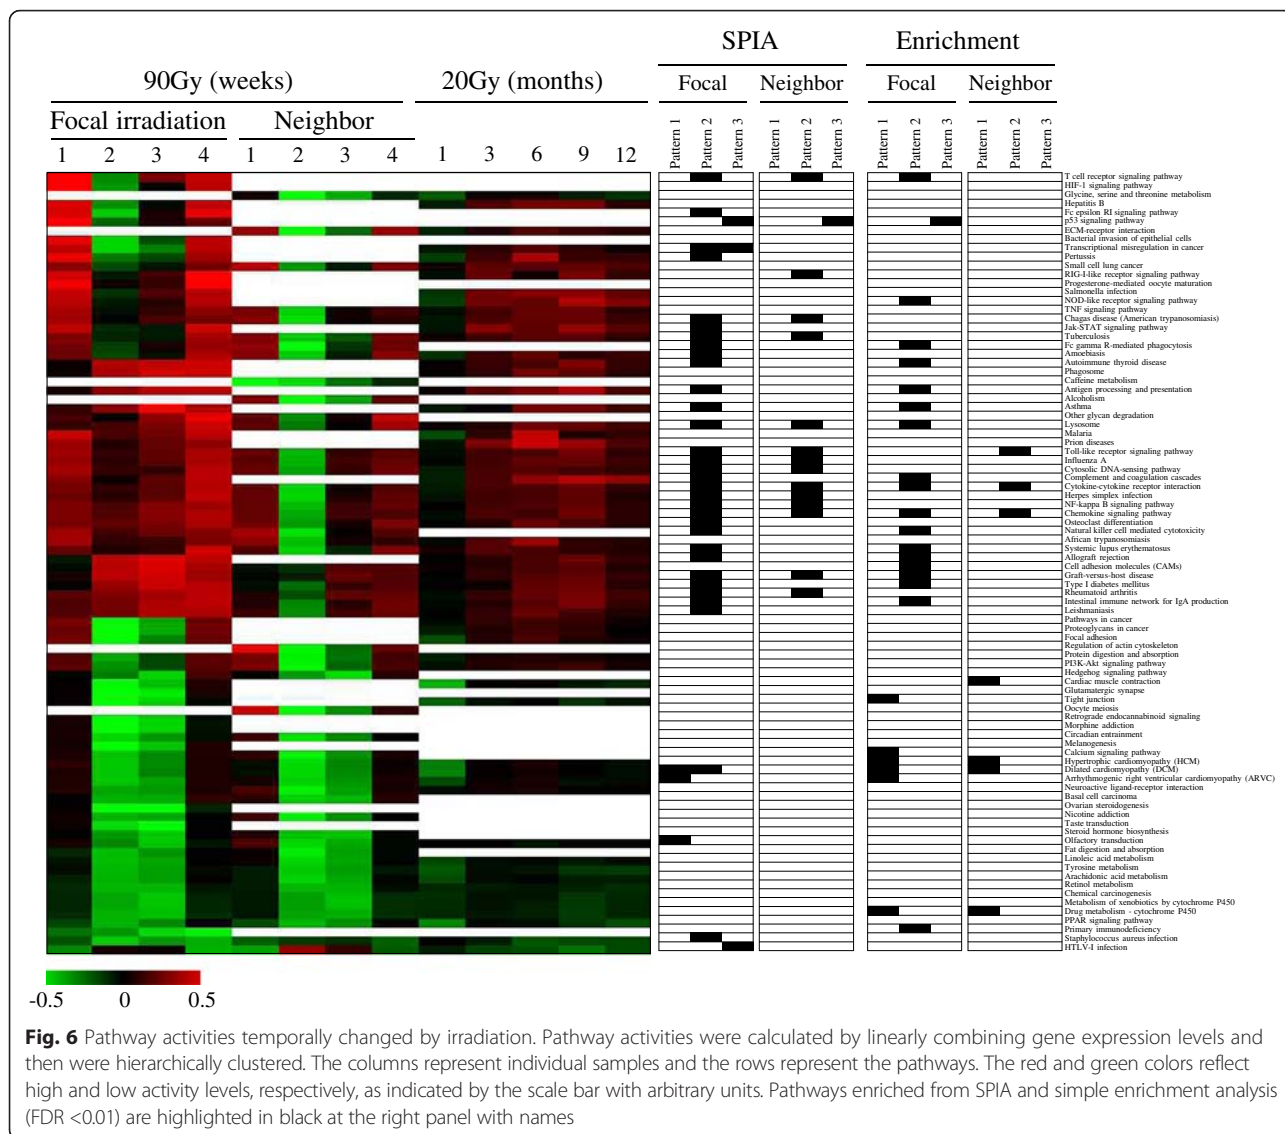 SPIA Enrichment
90Gy (weeks) 20Gy (months) Focal Neighbor Focal Neighbor
Focal irradiation Neighbor
Pattern 1 Pattern 2 Pattern 3 Pattern 1 Pattern 2 Pattern 3 Pattern 1 Pattern 2 Pattern 3 Pattern 1 Pattern 2 Pattern 3
1 2 3 4 1 2 3 4 1 3 6 9 12
T cell receptor signaling pathway
HIF-1 signaling pathway
Glycine, serine and threonine metabolism
Hepatitis B
Fc epsilon RI signaling pathway
p53 signaling pathway
ECM-receptor interaction
Bacterial invasion of epithelial cells
Transcriptional misregulation in cancer
Pertussis
Small cell lung cancer
RIG-I-like receptor signaling pathway
Progesterone-mediated oocyte maturation
Salmonella infection
NOD-like receptor signaling pathway
TNF signaling pathway
Chagas disease (American trypanosomiasis)
Jak-STAT signaling pathway
Tuberculosis
Fc gamma R-mediated phagocytosis
Amoebiasis
Autoimmune thyroid disease
Phagosome
Caffeine metabolism
Antigen processing and presentation
Alcoholism
Asthma
Other glycan degradation
Lysosome
Malaria
Prion diseases
Toll-like receptor signaling pathway
Influenza A
Cytosolic DNA-sensing pathway
Complement and coagulation cascades
Cytokine-cytokine receptor interaction
Herpes simplex infection
NF-kappa B signaling pathway
Chemokine signaling pathway
Osteoclast differentiation
Natural killer cell mediated cytotoxicity
African trypanosomiasis
Systemic lupus erythematosus
Allograft rejection
Cell adhesion molecules (CAMs)
Graft-versus-host disease
Type I diabetes mellitus
Rheumatoid arthritis
Intestinal immune network for IgA production
Leishmaniasis
Pathways in cancer
Proteoglycans in cancer
Focal adhesion
Regulation of actin cytoskeleton
Protein digestion and absorption
PI3K-Akt signaling pathway
Hedgehog signaling pathway
Cardiac muscle contraction
Glutamatergic synapse
Tight junction
Oocyte meiosis
Retrograde endocannabinoid signaling
Morphine addiction
Circadian entrainment
Melanogenesis
Calcium signaling pathway
Hypertrophic cardiomyopathy (HCM)
Dilated cardiomyopathy (DCM)
Arrhythmogenic right ventricular cardiomyopathy (ARVC)
Neuroactive ligand-receptor interaction
Basal cell carcinoma
Ovarian steroidogenesis
Nicotine addiction
Taste transduction
Steroid hormone biosynthesis
Olfactory transduction
Fat digestion and absorption
Linoleic acid metabolism
Tyrosine metabolism
Arachidonic acid metabolism
Retinol metabolism
Chemical carcinogenesis
Metabolism of xenobiotics by cytochrome P450
Drug metabolism - cytochrome P450
PPAR signaling pathway
Primary immunodeficiency
Staphylococcus aureus infection
HTLV-I infection
-0.5 0 0.5
Fig. 6 Pathway activities temporally changed by irradiation. Pathway activities were calculated by linearly combining gene expression levels and
then were hierarchically clustered. The columns represent individual samples and the rows represent the pathways. The red and green colors reflect
high and low activity levels, respectively, as indicated by the scale bar with arbitrary units. Pathways enriched from SPIA and simple enrichment analysis
(FDR <0.01) are highlighted in black at the right panel with names